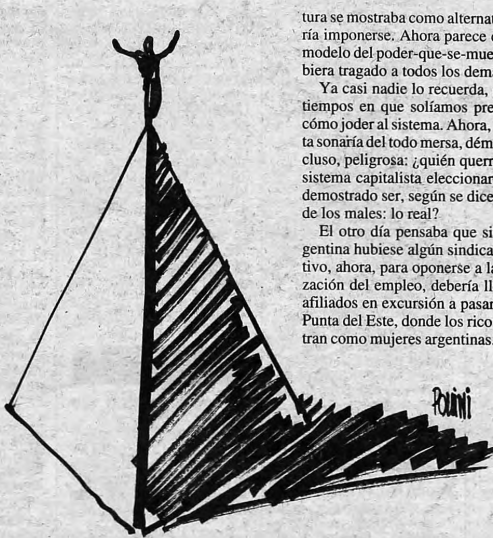 tura se mostraba como alternat
ría imponerse. Ahora parece
modelo del poder-que-se-mue
biera tragado a todos los dem
Ya casi nadie lo recuerda,
tiempos en que solíamos pre
cómo joder al sistema. Ahora,
ta sonaría del todo mersa, dém
cluso, peligrosa: ¿quién querr
sistema capitalista eleccionar
demostrado ser, según se dice
de los males: lo real?
El otro día pensaba que si
gentina hubiese algún sindica
tivo, ahora, para oponerse a la
zación del empleo, debería ll
afiliados en excursión a pasar
Punta del Este, donde los rico
tran como mujeres argentinas.